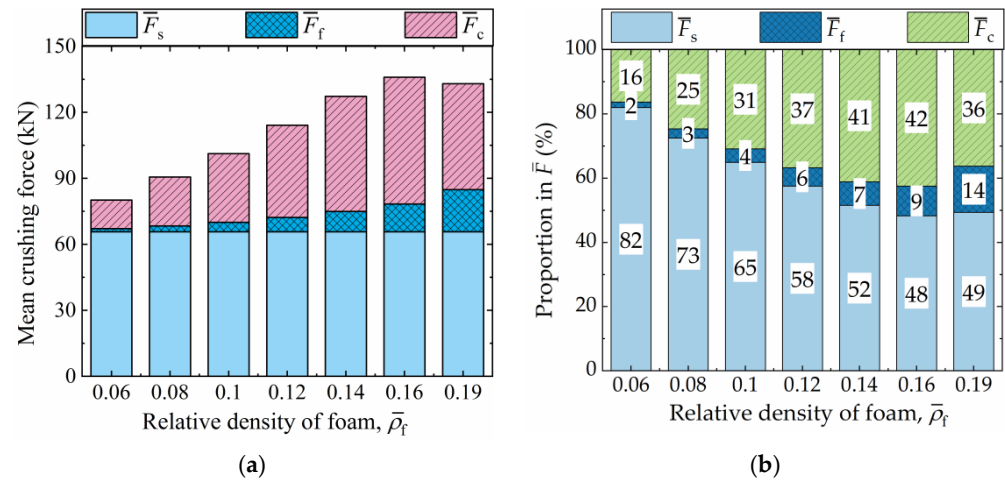 F̅s F̅f F̅c
150
120
90
60
30
0
Mean crushing force (kN)
0.06 0.08 0.1 0.12 0.14 0.16 0.19
Relative density of foam, ρ̅f
(a)
F̅s F̅f F̅c
100
80
60
40
20
0
Proportion in F̅ (%)
16 25 31 37 41 42 36
2 3 4 6 7 9 14
82 73 65 58 52 48 49
0.06 0.08 0.1 0.12 0.14 0.16 0.19
Relative density of foam, ρ̅f
(b)